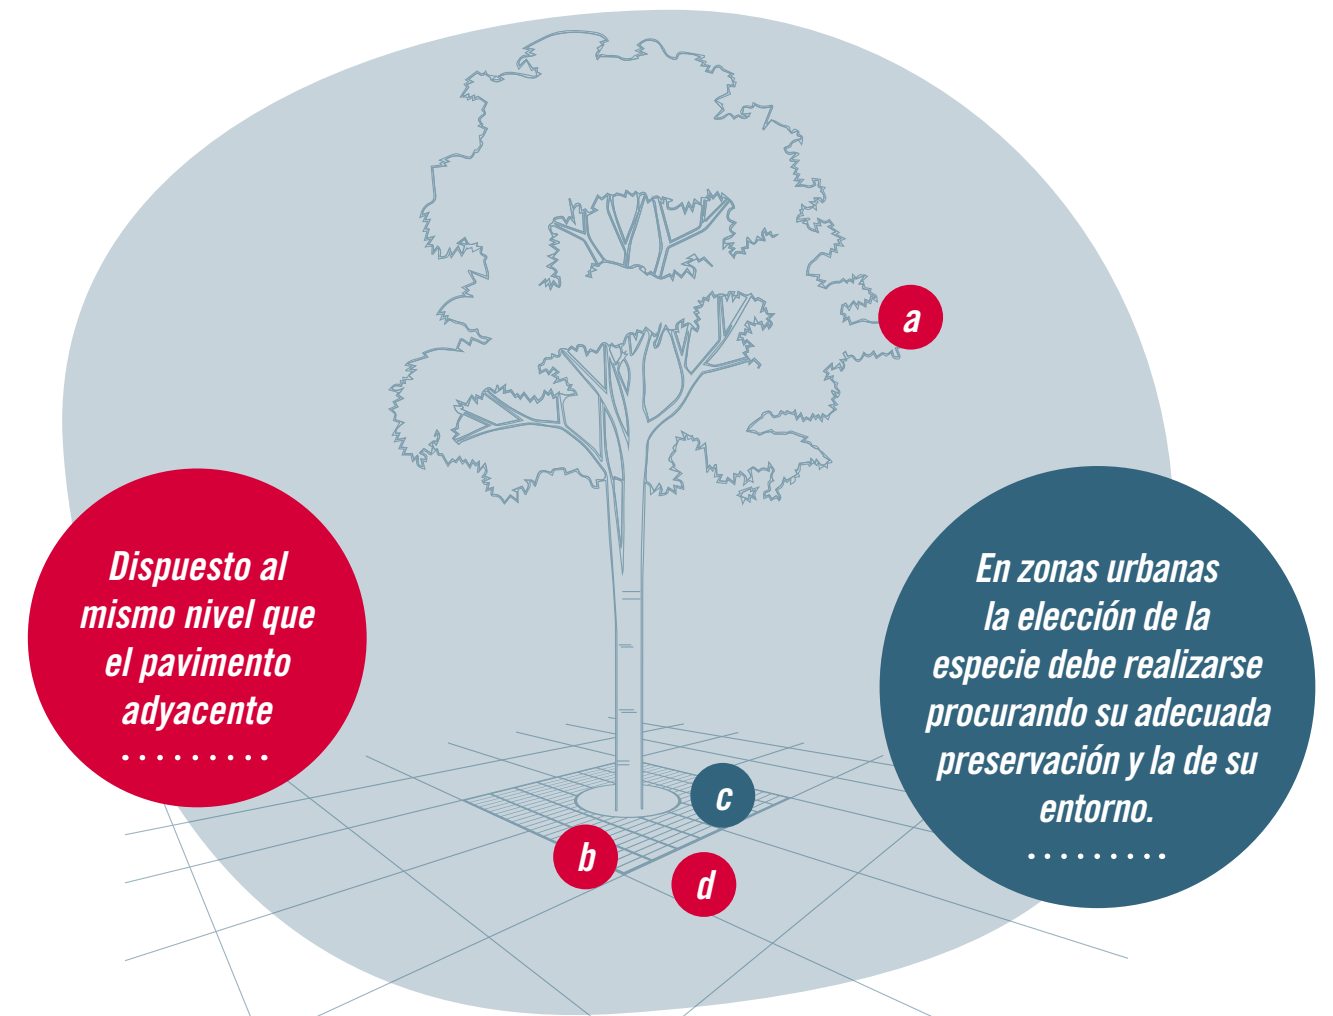 a
Dispuesto al
mismo nivel que
el pavimento
adyacente
.........
En zonas urbanas
la elección de la
especie debe realizarse
procurando su adecuada
preservación y la de su
entorno.
.........
c
b
d